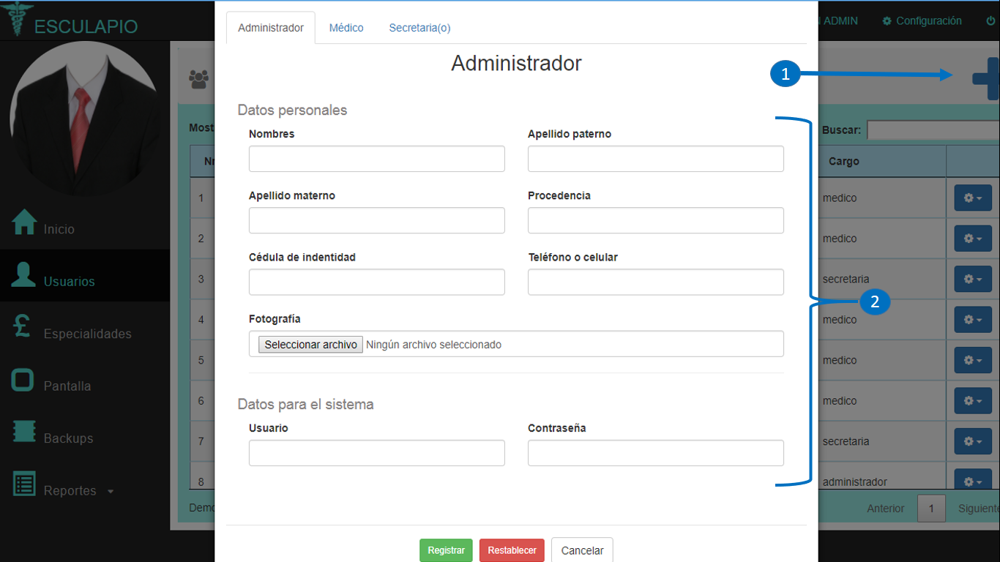 ESCULAPIO
Administrador
Médico
Secretaria(o)
ADMIN
Configuración
Administrador
1
Datos personales
Nombres
Apellido paterno
Apellido materno
Procedencia
Cédula de indentidad
Teléfono o celular
Fotografía
Seleccionar archivo Ningún archivo seleccionado
Datos para el sistema
Usuario
Contraseña
Registrar
Restablecer
Cancelar
2
Inicio
Usuarios
Especialidades
Pantalla
Backups
Reportes
Most
Buscar:
Cargo
1 medico
2 medico
3 secretaria
4 medico
5 medico
6 medico
7 secretaria
8 administrador
Demo
Anterior 1 Siguiente